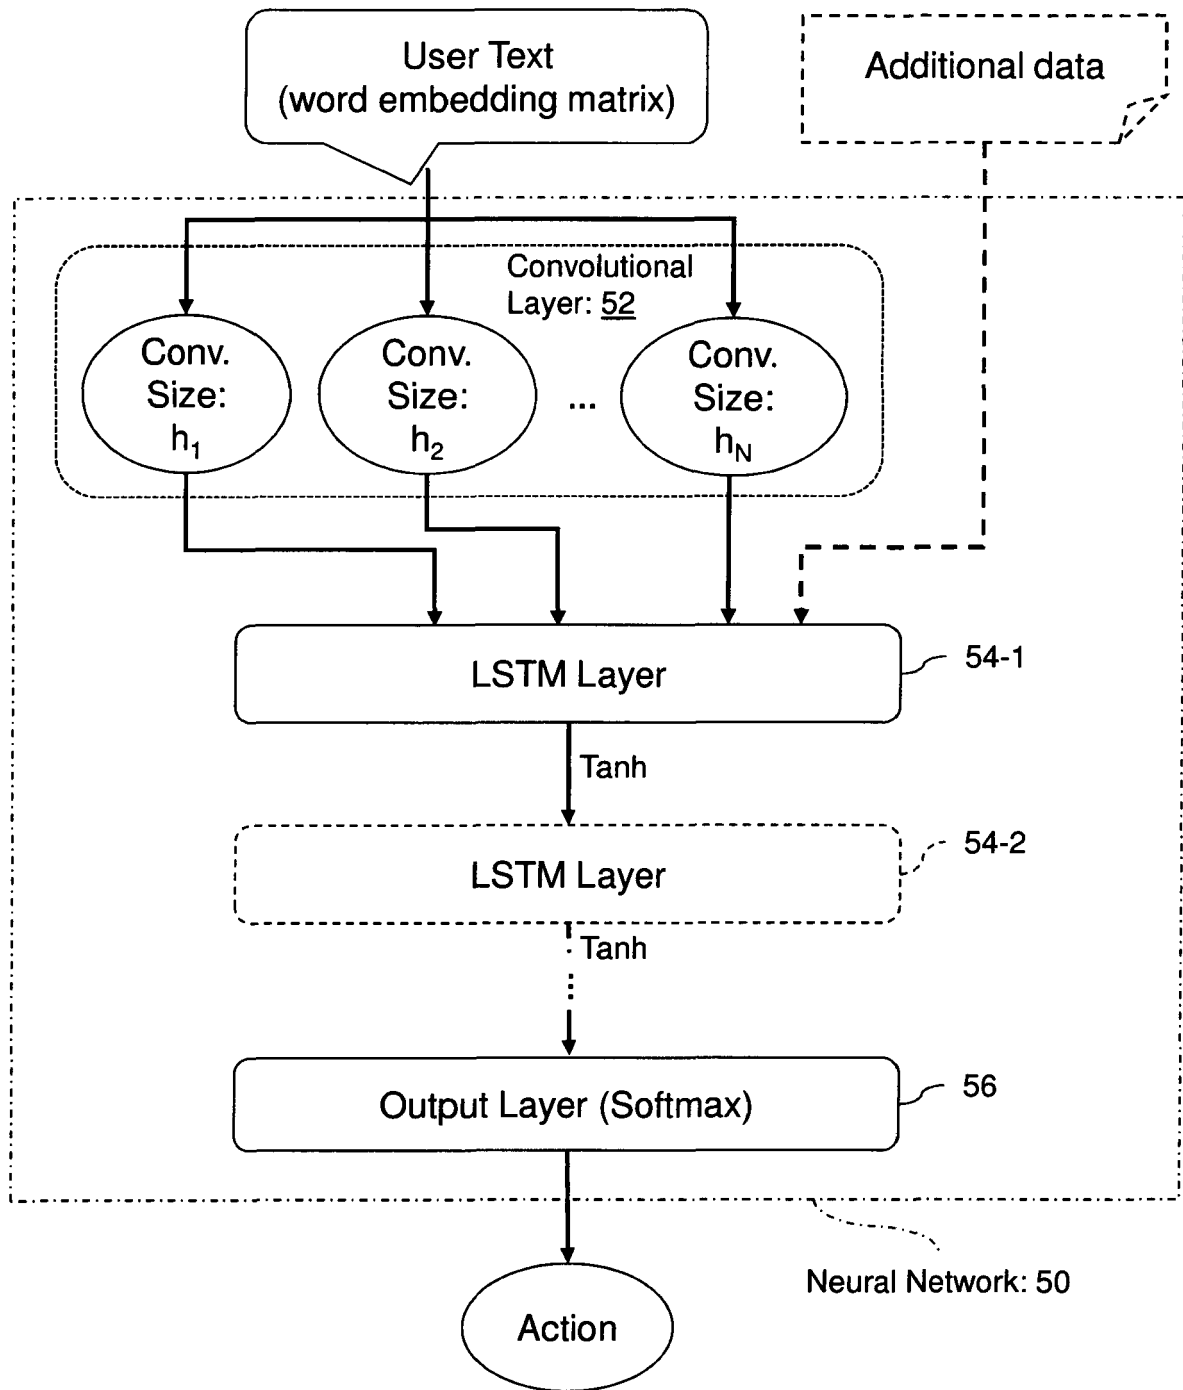 User Text
(word embedding matrix)
Additional data
Convolutional
Layer: 52
Conv.
Size:
h₁
Conv.
Size:
h₂
...
Conv.
Size:
h_N
LSTM Layer
54-1
Tanh
LSTM Layer
54-2
Tanh
Output Layer (Softmax)
56
Neural Network: 50
Action